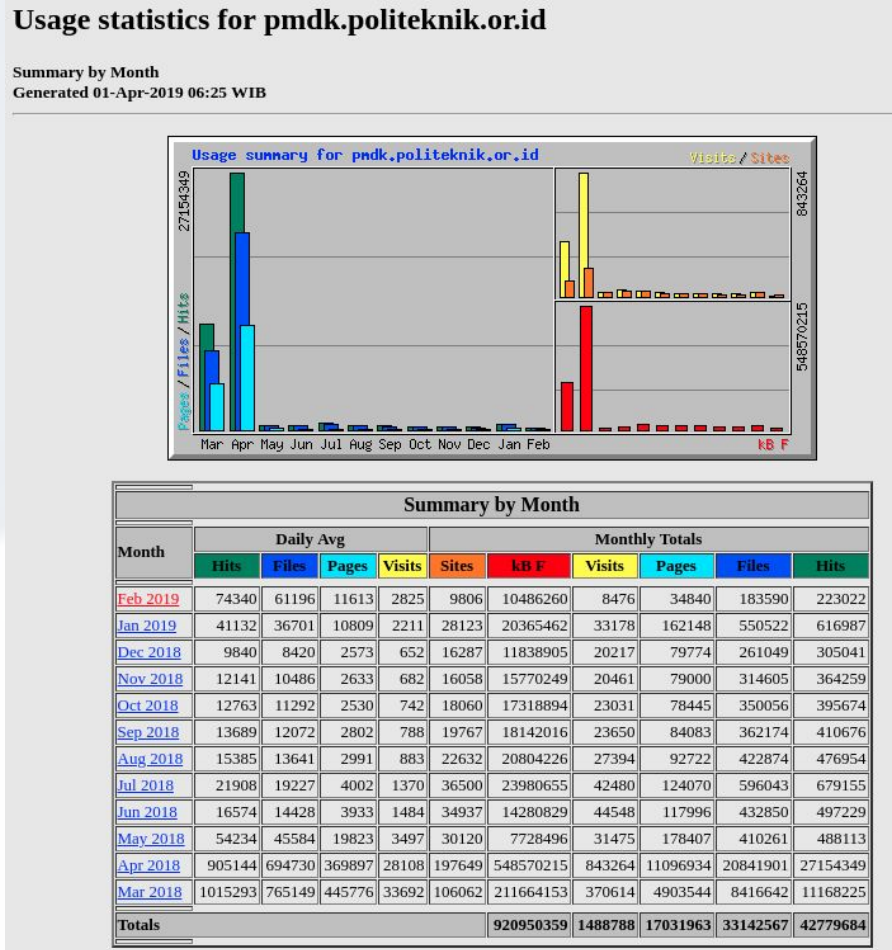 Usage statistics for pmdk.politeknik.or.id
Summary by Month
Generated 01-Apr-2019 06:25 WIB
Usage summary for pmdk.politeknik.or.id
Visits / Sites
27154349
Pages / Files / Hits
843264
548570215
Mar Apr May Jun Jul Aug Sep Oct Nov Dec Jan Feb
kB F
Summary by Month
Month Daily Avg Monthly Totals
Hits Files Pages Visits Sites kB F Visits Pages Files Hits
Feb 2019 74340 61196 11613 2825 9806 10486260 8476 34840 183590 223022
Jan 2019 41132 36701 10809 2211 28123 20365462 33178 162148 550522 616987
Dec 2018 9840 8420 2573 652 16287 11838905 20217 79774 261049 305041
Nov 2018 12141 10486 2633 682 16058 15770249 20461 79000 314605 364259
Oct 2018 12763 11292 2530 742 18060 17318894 23031 78445 350056 395674
Sep 2018 13689 12072 2802 788 19767 18142016 23650 84083 362174 410676
Aug 2018 15385 13641 2991 883 22632 20804226 27394 92722 422874 476954
Jul 2018 21908 19227 4002 1370 36500 23980655 42480 124070 596043 679155
Jun 2018 16574 14428 3933 1484 34937 14280829 44548 117996 432850 497229
May 2018 54234 45584 19823 3497 30120 7728496 31475 178407 410261 488113
Apr 2018 905144 694730 369897 28108 197649 548570215 843264 11096934 20841901 27154349
Mar 2018 1015293 765149 445776 33692 106062 211664153 370614 4903544 8416642 11168225
Totals 920950359 1488788 17031963 33142567 42779684